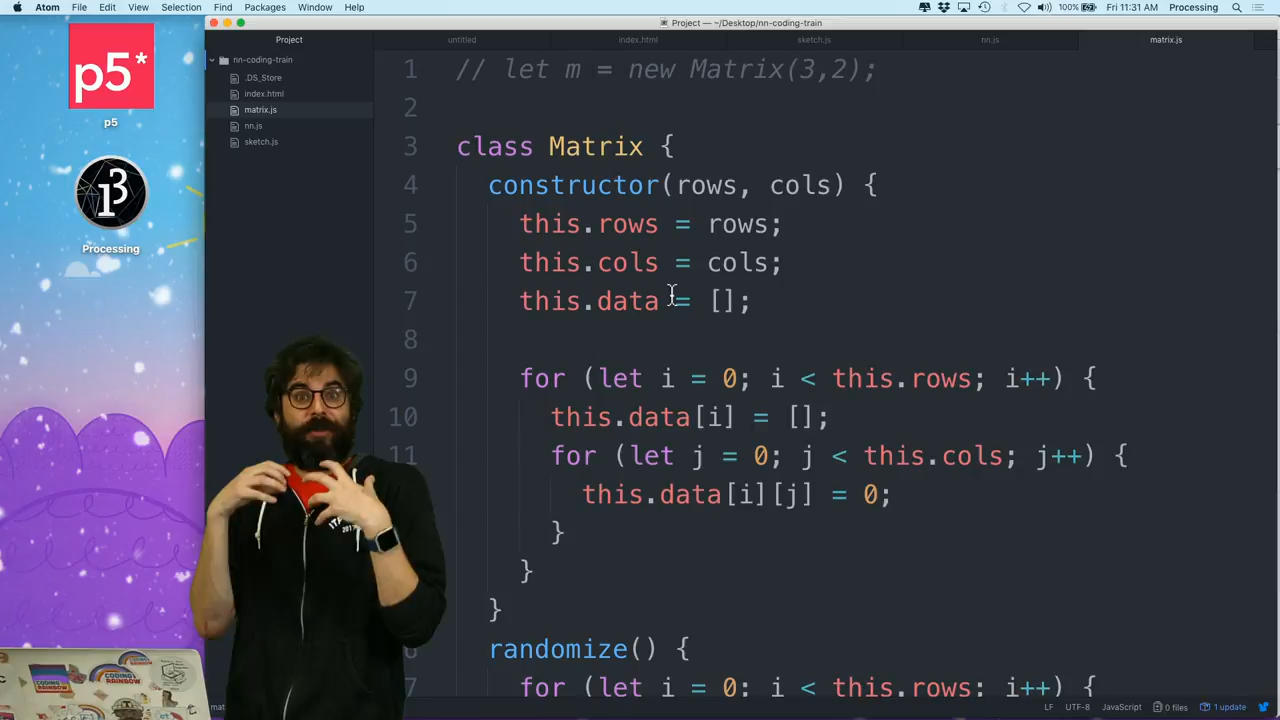 Atom File Edit View Selection Find Packages Window Help
100% Fri 11:31 AM Processing
Project — ~/Desktop/nn-coding-train
Project untitled index.html sketch.js nn.js matrix.js
nn-coding-train
.DS_Store
index.html
matrix.js
nn.js
sketch.js
p5*
p5
Processing
1 // let m = new Matrix(3,2);
2
3 class Matrix {
4 constructor(rows, cols) {
5 this.rows = rows;
6 this.cols = cols;
7 this.data = [];
8
9 for (let i = 0; i < this.rows; i++) {
10 this.data[i] = [];
11 for (let j = 0; j < this.cols; j++) {
this.data[i][j] = 0;
}
}
}
randomize() {
7 for (let i = 0; i < this.rows; i++) {
CODING RAINBOW
LF UTF-8 JavaScript 0 files 1 update